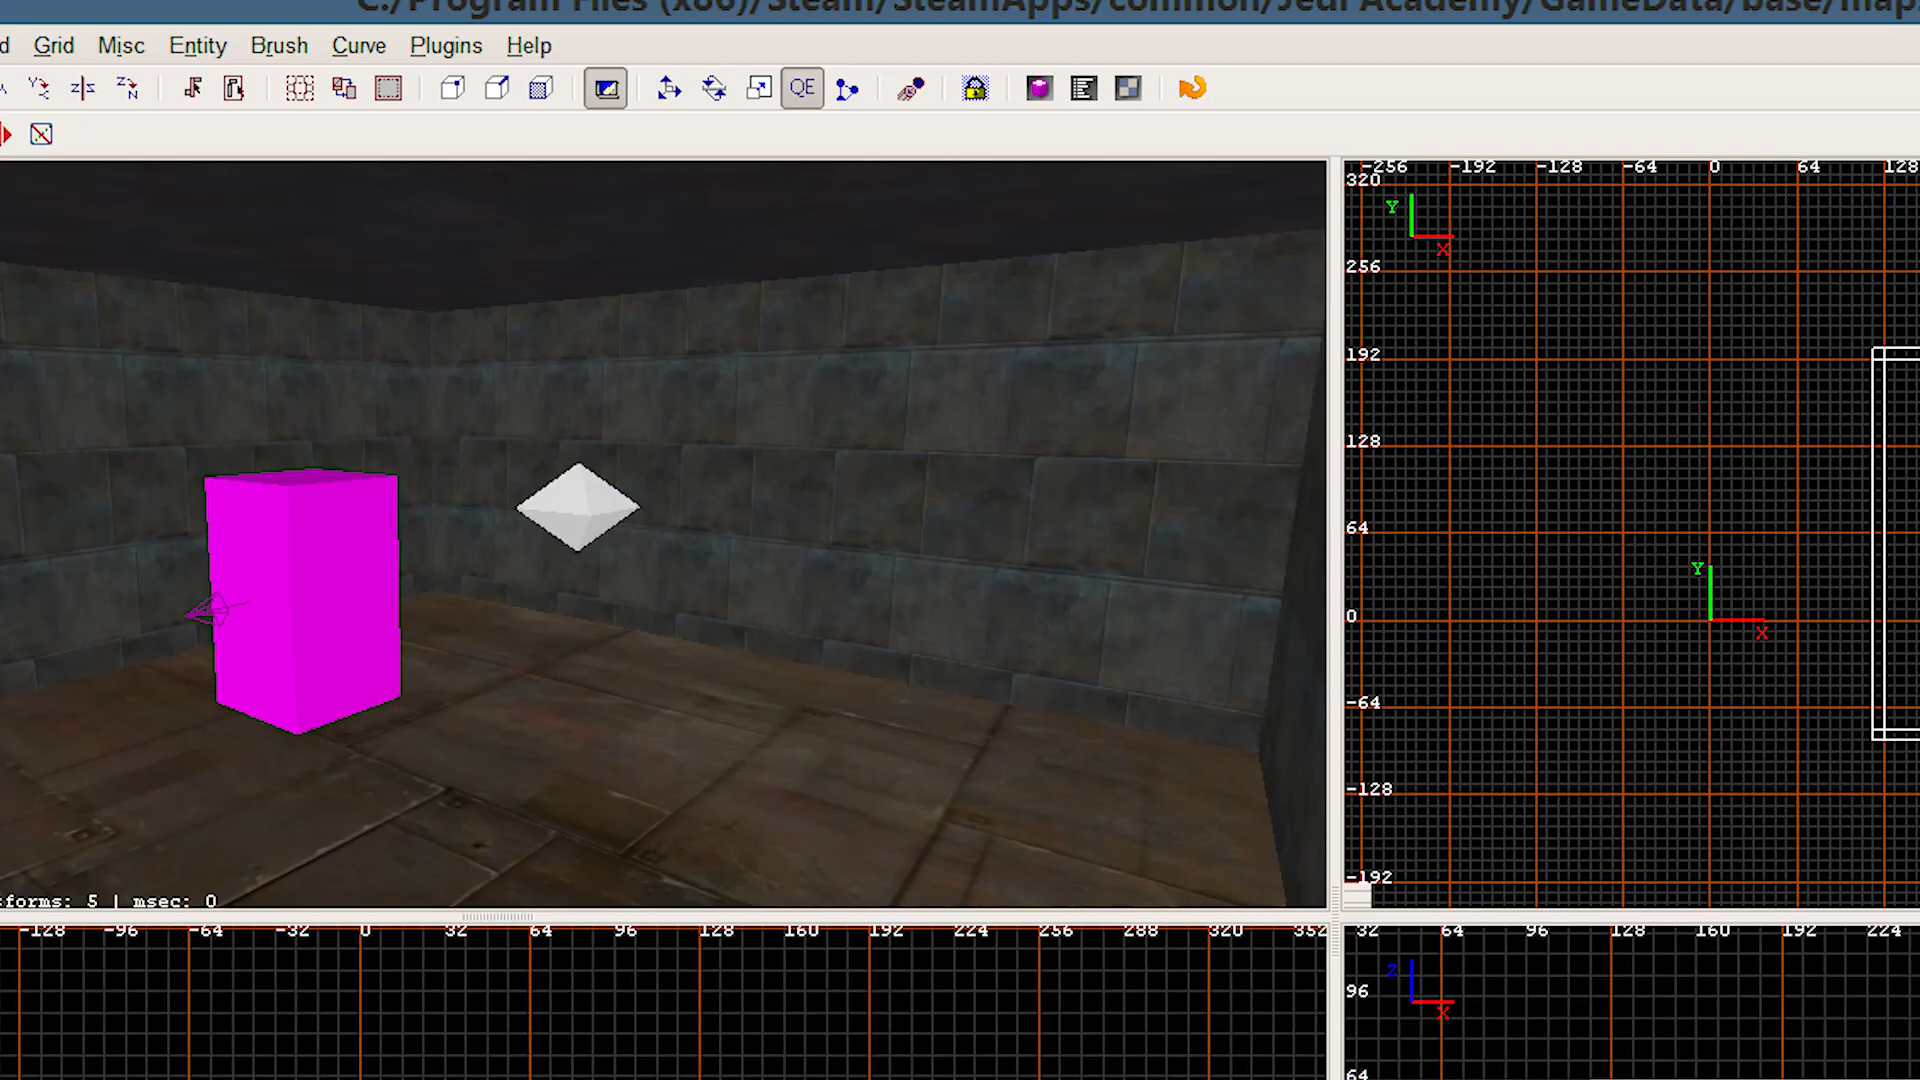 C:/Program Files (x86)/Steam/SteamApps/common/Jedi Academy/GameData/base/map
d Grid Misc Entity Brush Curve Plugins Help
QE
forms: 5 | msec: 0
-256 -192 -128 -64 0 64 128
320
Y
X
256
192
128
64
Y
0
X
-64
-128
-192
-128 -96 -64 -32 0 32 64 96 128 160 192 224 256 288 320 352
32 64 96 128 160 192 224
Z
96
X
64